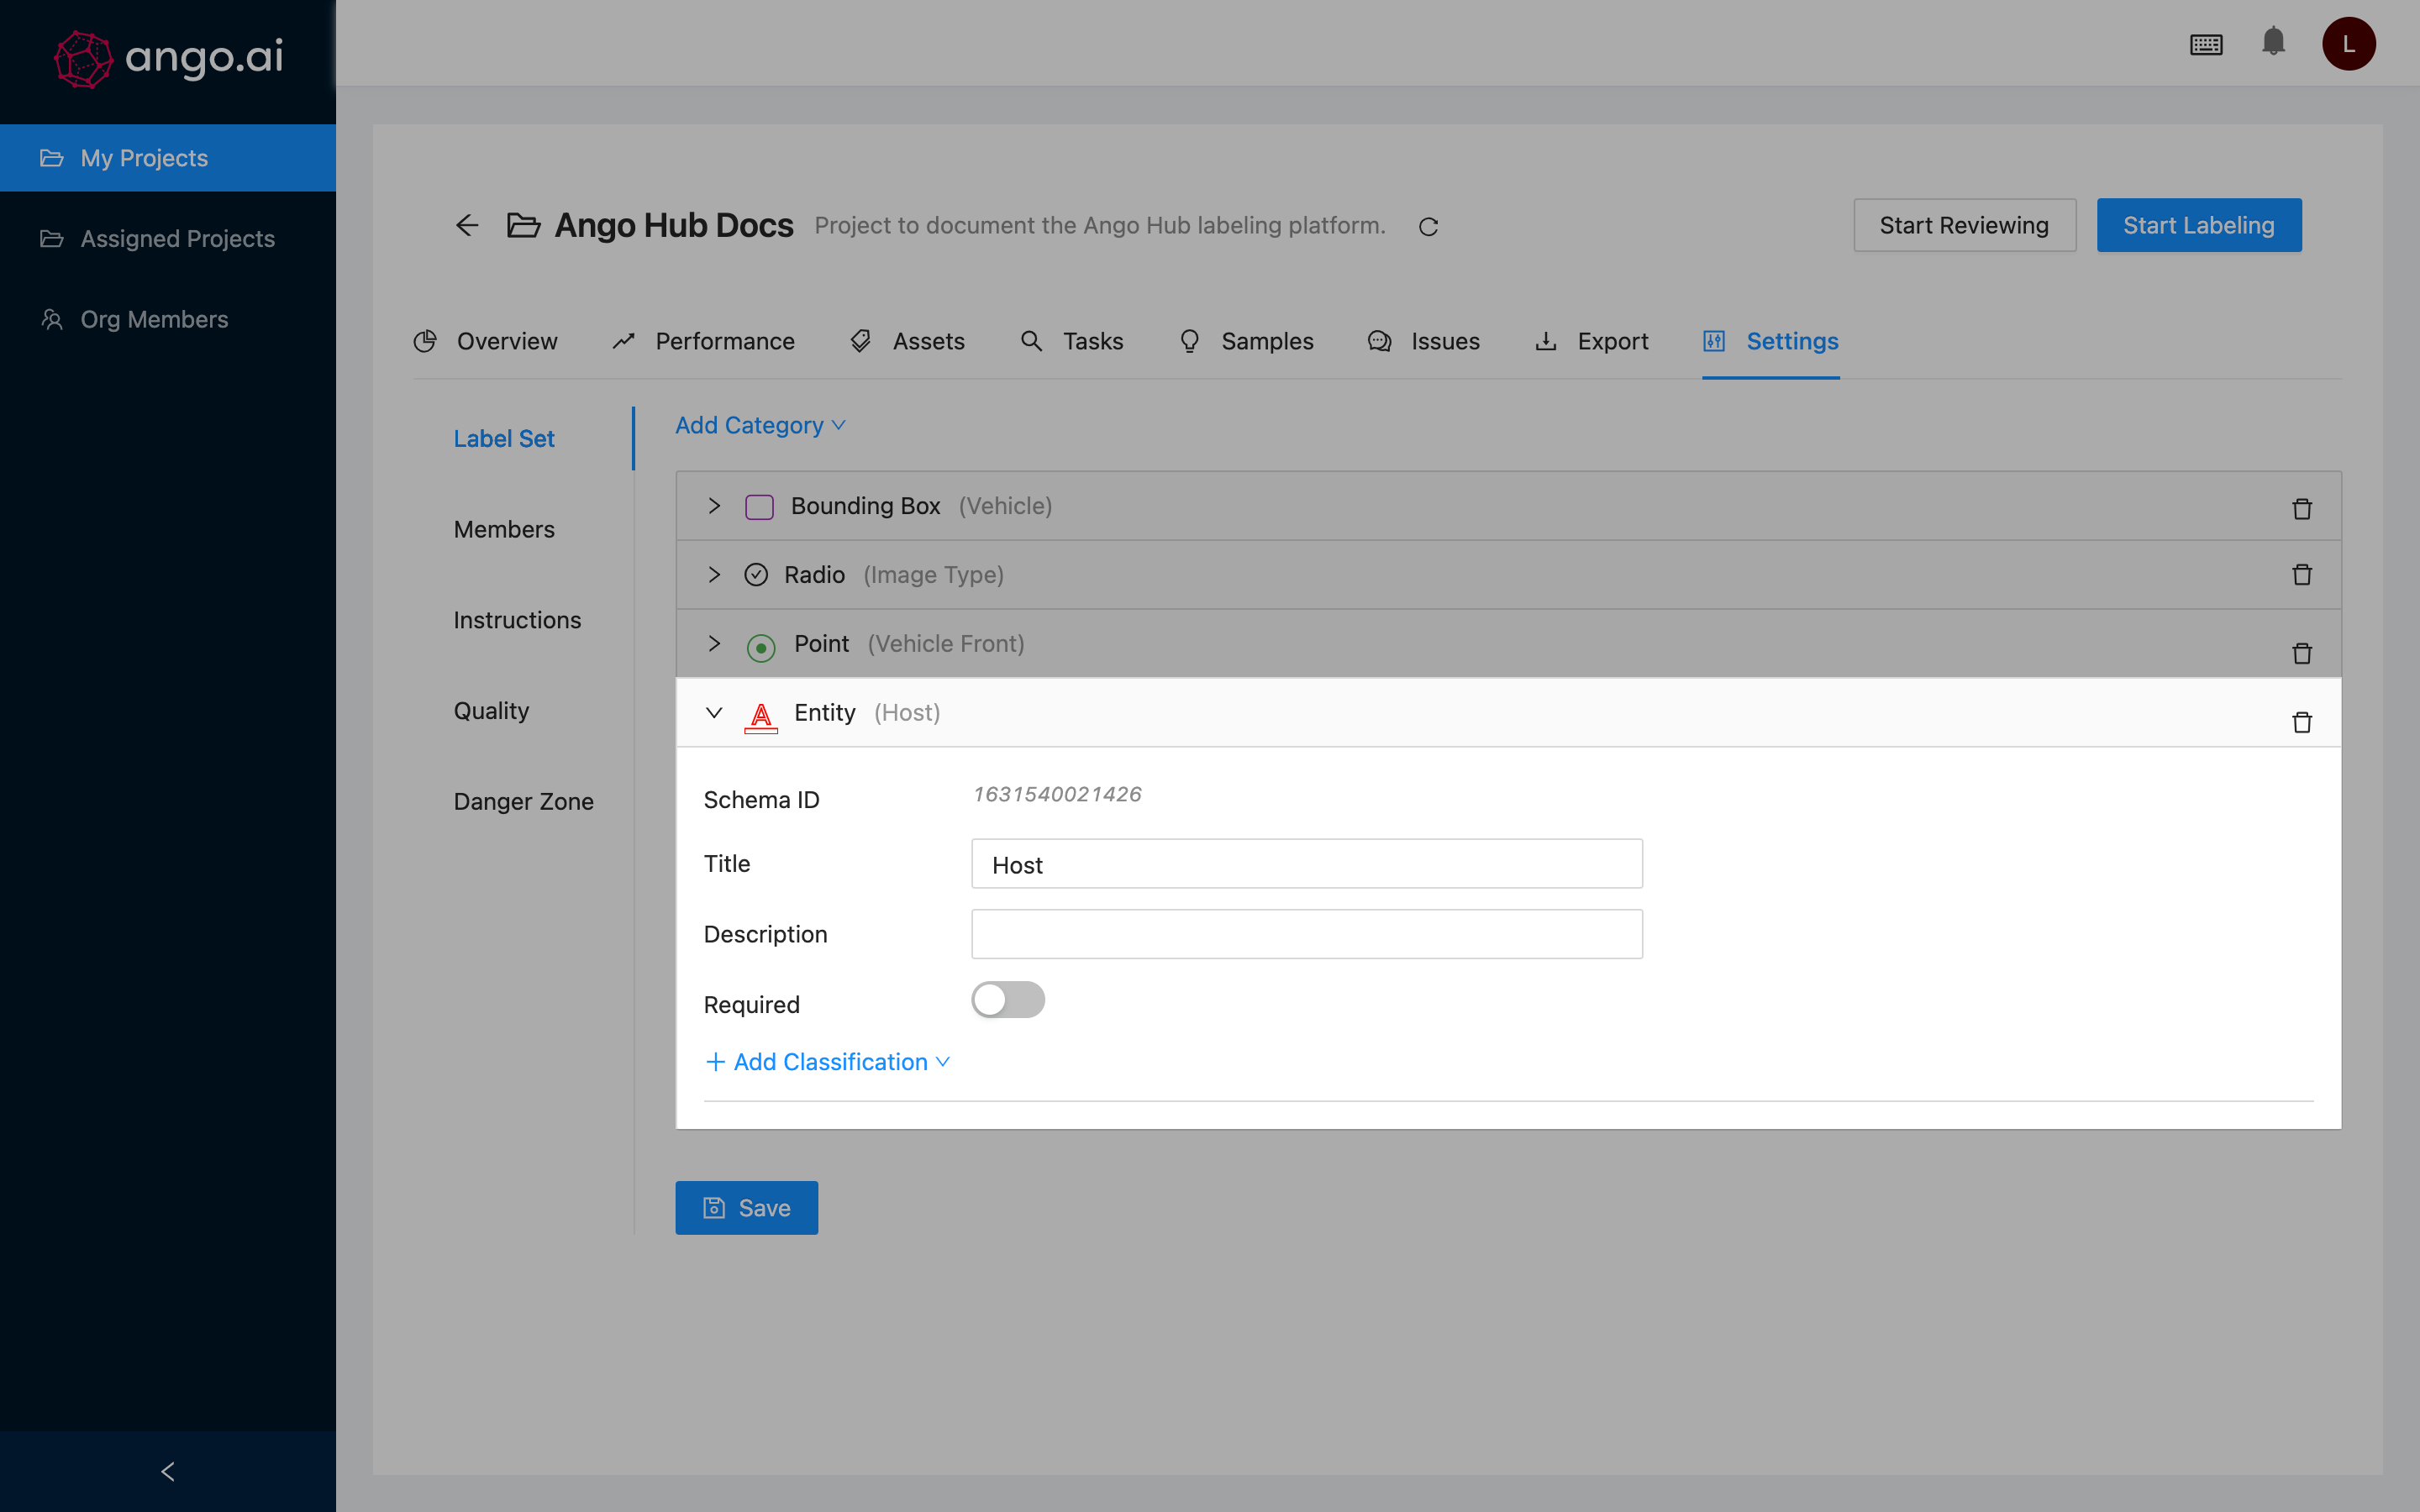 ango.ai
L
My Projects
Assigned Projects
Org Members
Ango Hub Docs Project to document the Ango Hub labeling platform.
Start Reviewing
Start Labeling
Overview
Performance
Assets
Tasks
Samples
Issues
Export
Settings
Label Set
Members
Instructions
Quality
Danger Zone
Add Category
Bounding Box (Vehicle)
Radio (Image Type)
Point (Vehicle Front)
A Entity (Host)
Schema ID 1631540021426
Title Host
Description
Required
+ Add Classification
Save